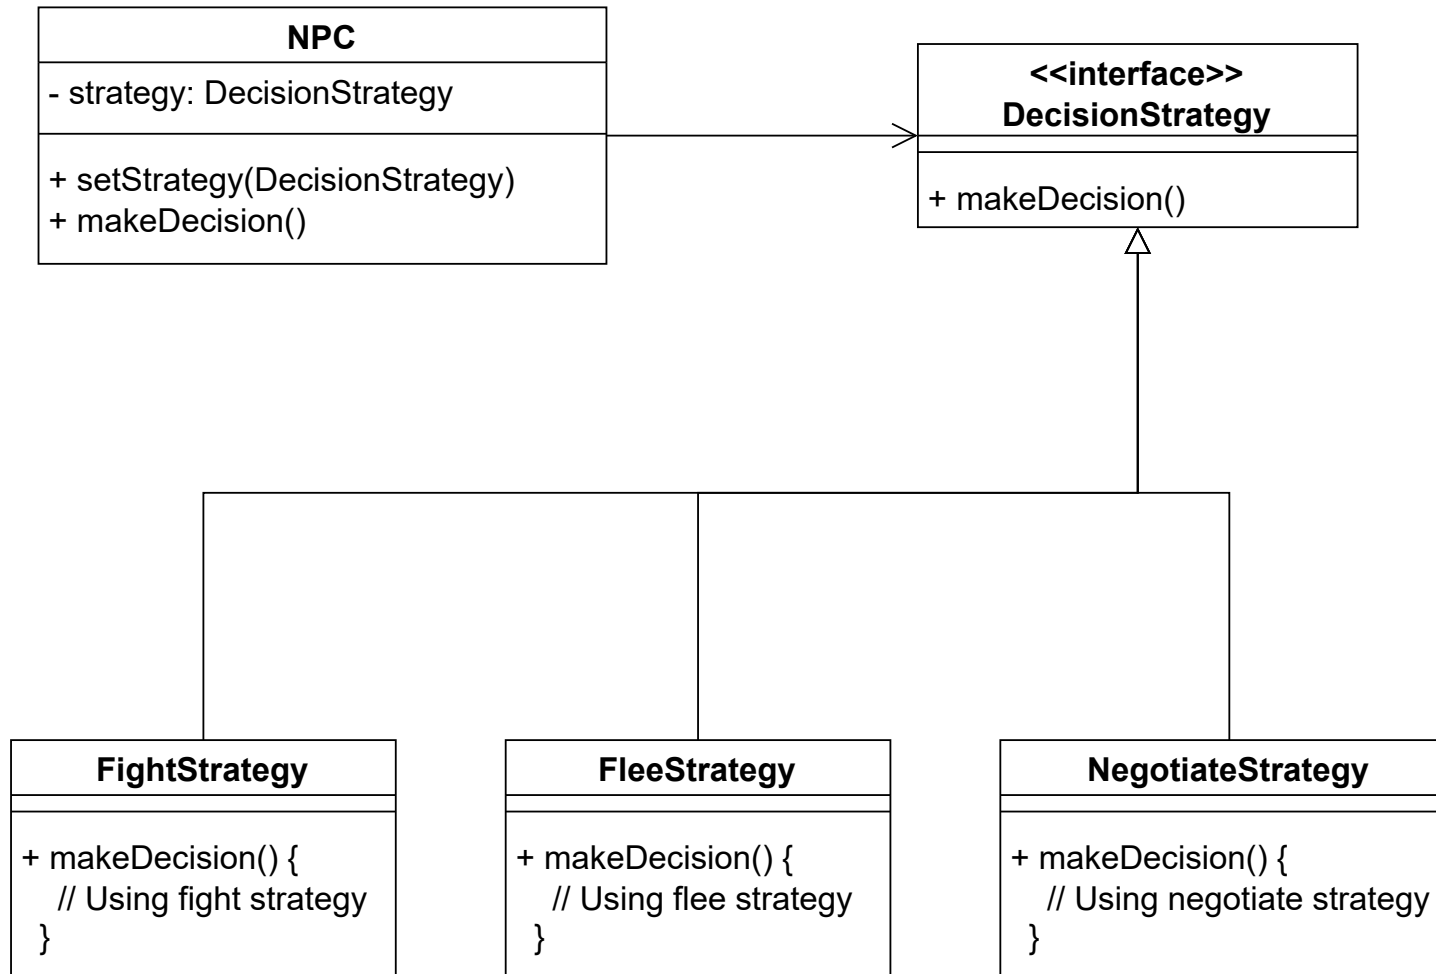 NPC
- strategy: DecisionStrategy
+ setStrategy(DecisionStrategy)
+ makeDecision()
<<interface>>
DecisionStrategy
+ makeDecision()
FightStrategy
+ makeDecision() {
// Using fight strategy
}
FleeStrategy
+ makeDecision() {
// Using flee strategy
}
NegotiateStrategy
+ makeDecision() {
// Using negotiate strategy
}